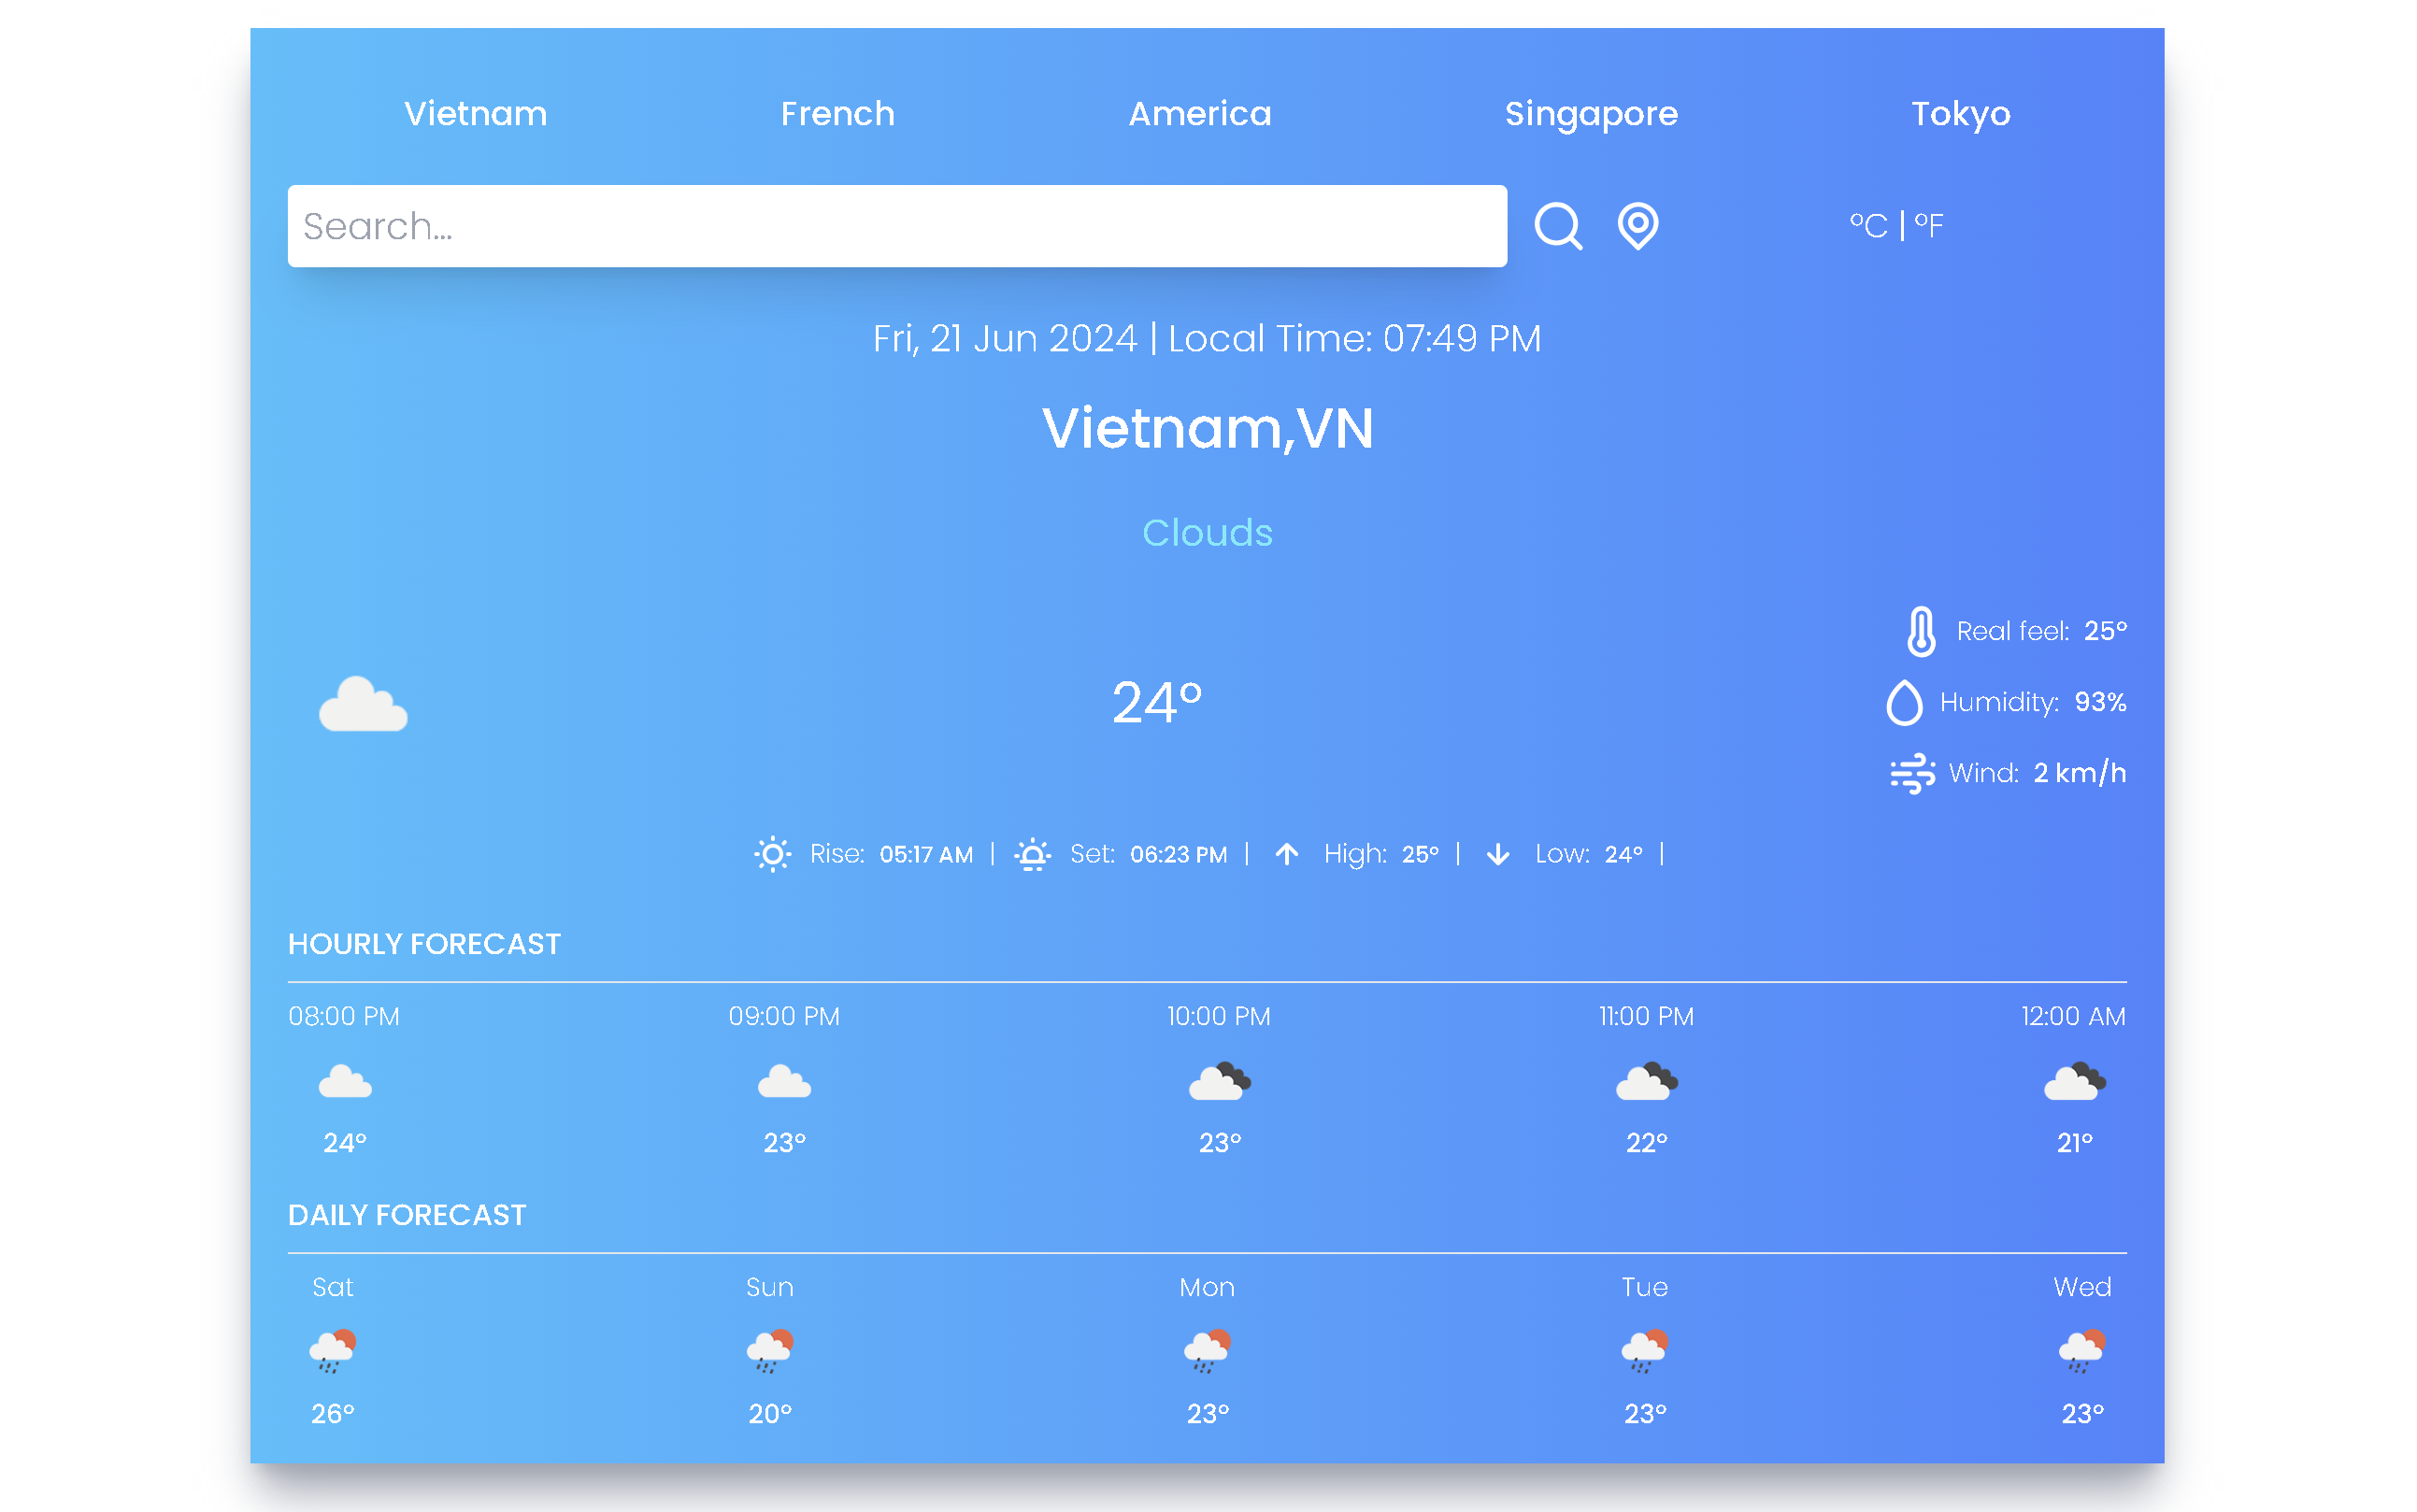 Vietnam French America Singapore Tokyo
Search...
°C | °F
Fri, 21 Jun 2024 | Local Time: 07:49 PM
Vietnam,VN
Clouds
Real feel: 25°
24°
Humidity: 93%
Wind: 2 km/h
Rise: 05:17 AM | Set: 06:23 PM | High: 25° | Low: 24° |
HOURLY FORECAST
08:00 PM 09:00 PM 10:00 PM 11:00 PM 12:00 AM
24° 23° 23° 22° 21°
DAILY FORECAST
Sat Sun Mon Tue Wed
26° 20° 23° 23° 23°